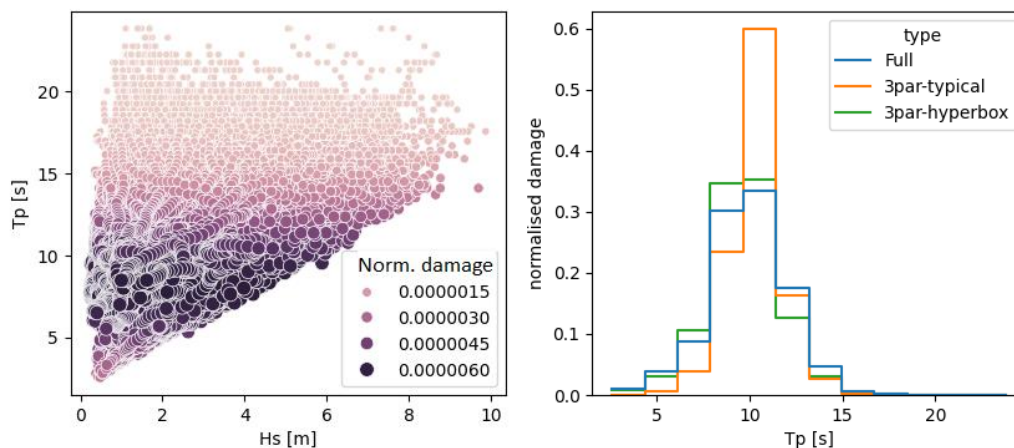 20
15
10
5
Tp [s]
Norm. damage
0.0000015
0.0000030
0.0000045
0.0000060
0
2
4
6
8
10
Hs [m]
0.6
0.5
0.4
0.3
0.2
0.1
0.0
normalised damage
type
Full
3par-typical
3par-hyperbox
5
10
15
20
Tp [s]